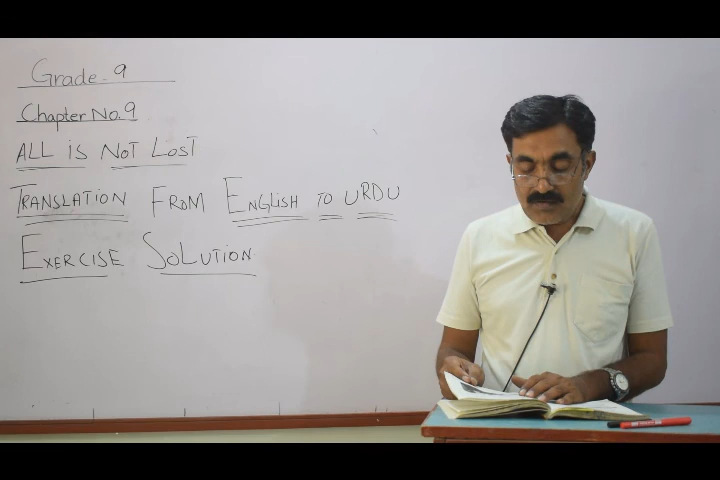 Grade-9
Chapter No.9
ALL iS NOT LOST
TRANSLATION FROM ENGLISH TO URDU
EXERCISE SOLUTION